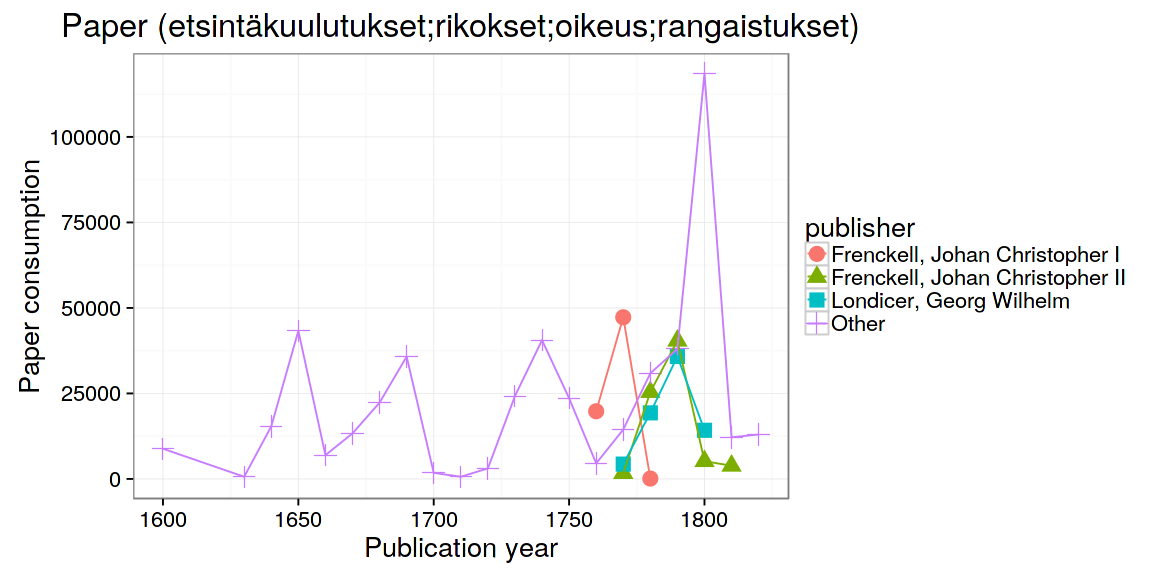 Paper (etsintäkuulutukset;rikokset;oikeus;rangaistukset)
Paper consumption
100000
75000
50000
25000
0
1600 1650 1700 1750 1800
Publication year
publisher
Frenckell, Johan Christopher I
Frenckell, Johan Christopher II
Londicer, Georg Wilhelm
Other